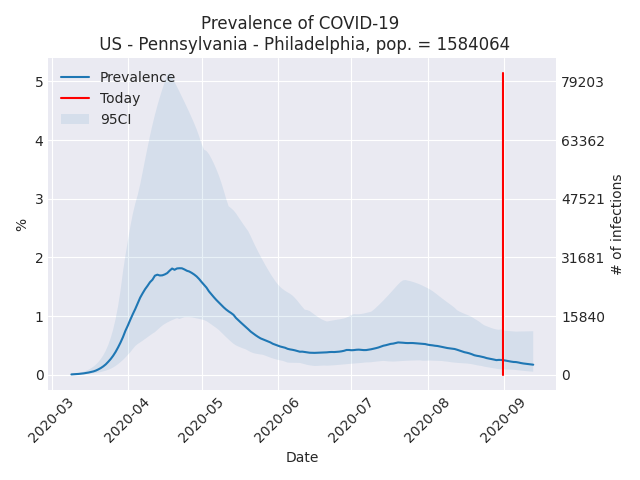 Prevalence of COVID-19
US - Pennsylvania - Philadelphia, pop. = 1584064
Prevalence
Today
95CI
5
4
3
2
1
0
%
79203
63362
47521
31681
15840
0
# of infections
2020-03
2020-04
2020-05
2020-06
2020-07
2020-08
2020-09
Date